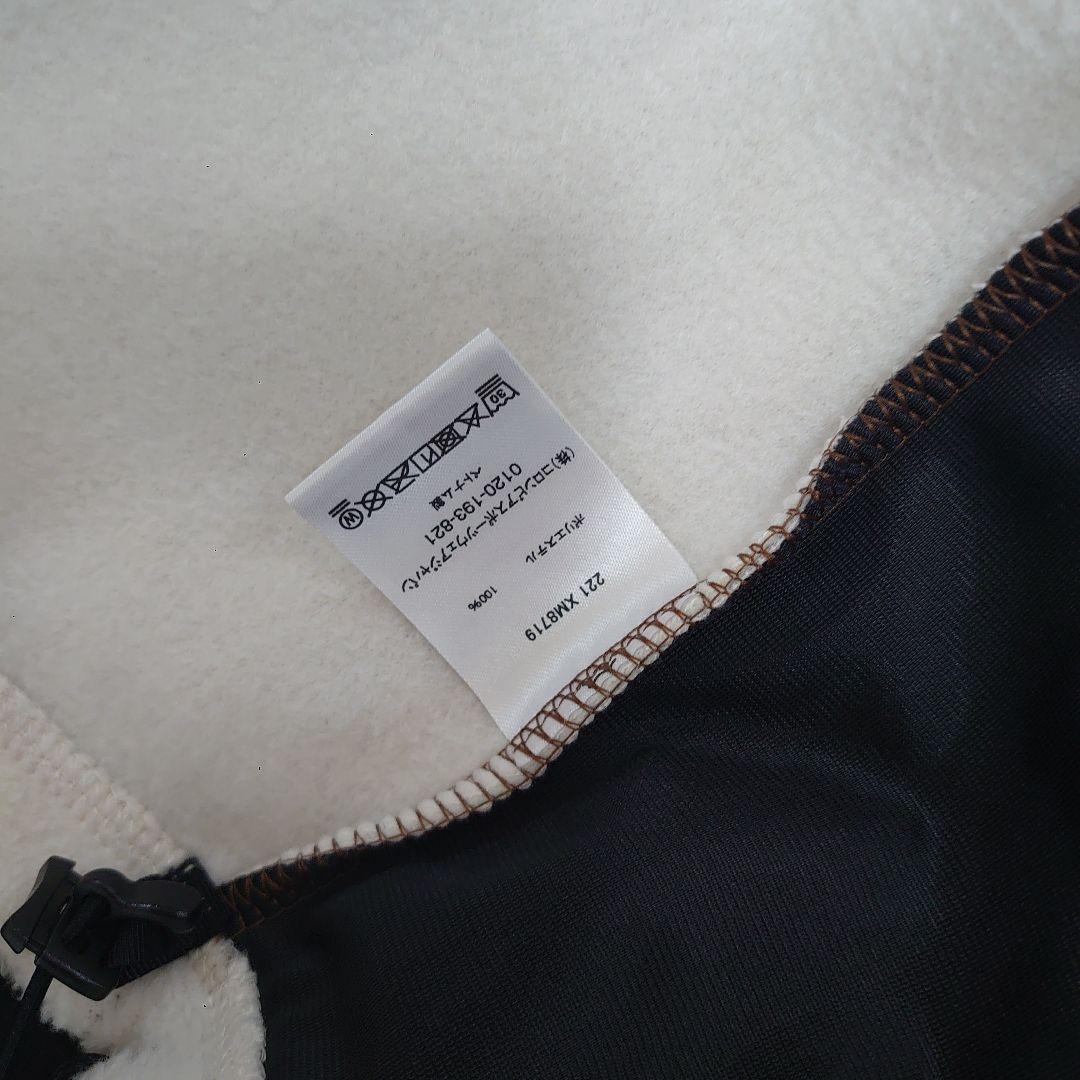 221 XM8719
ポリエステル 100%
(株)コロンビアスポーツウェアジャパン
0120-193-821
ベトナム製
30
W